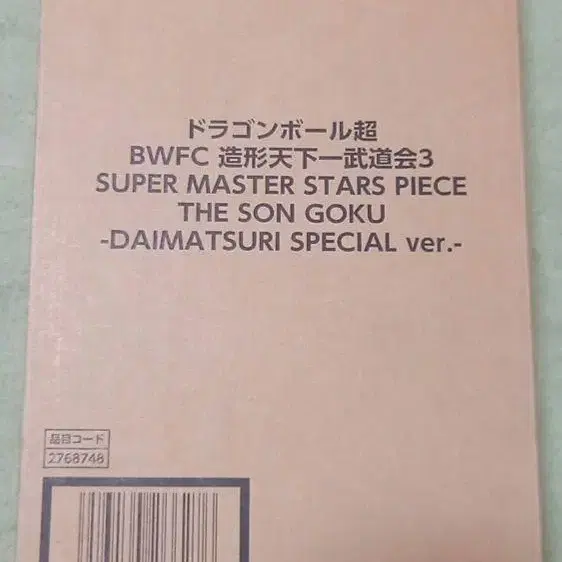 ドラゴンボール超
BWFC 造形天下一武道会3
SUPER MASTER STARS PIECE
THE SON GOKU
-DAIMATSURI SPECIAL ver.-
品目コード
2768748